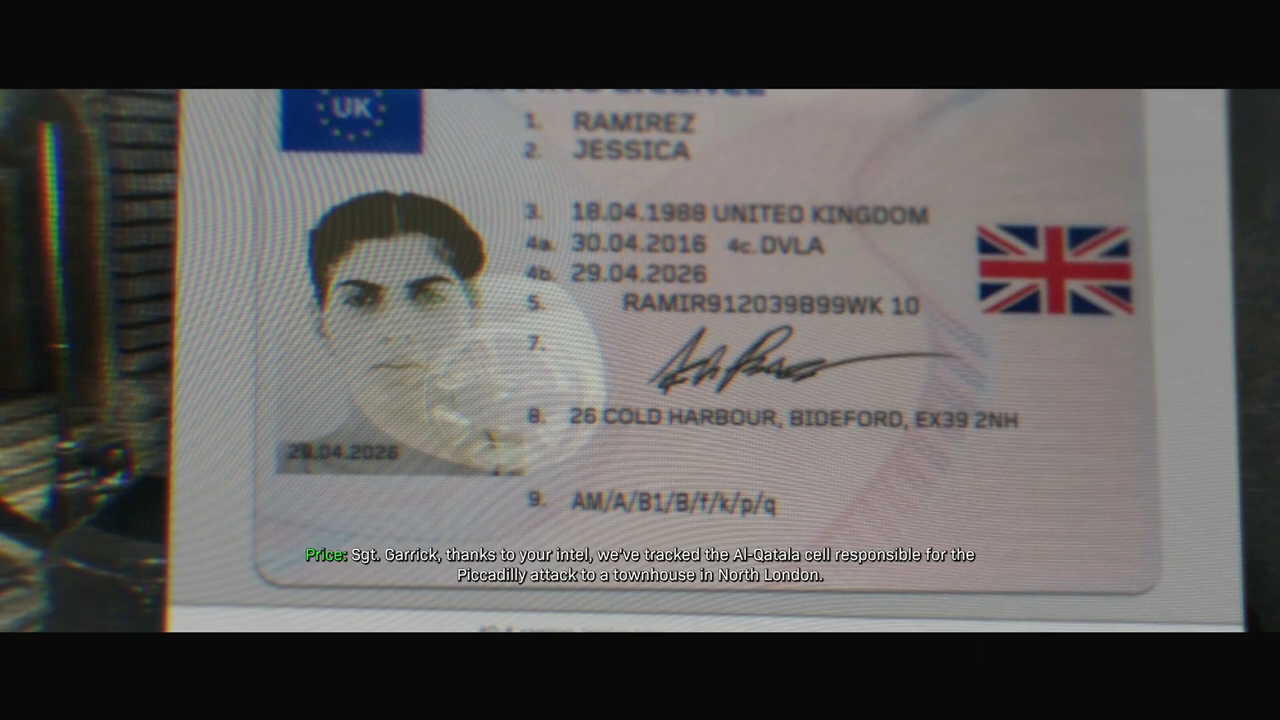 UK
1. RAMIREZ
2. JESSICA
3. 18.04.1988 UNITED KINGDOM
4a. 30.04.2016 4c. DVLA
4b. 29.04.2026
5. RAMIR912039B99WK 10
7.
8. 26 COLD HARBOUR, BIDEFORD, EX39 2NH
29.04.2026
9. AM/A/B1/B/f/k/p/q
Price: Sgt. Garrick, thanks to your intel, we've tracked the Al-Qatala cell responsible for the
Piccadilly attack to a townhouse in North London.